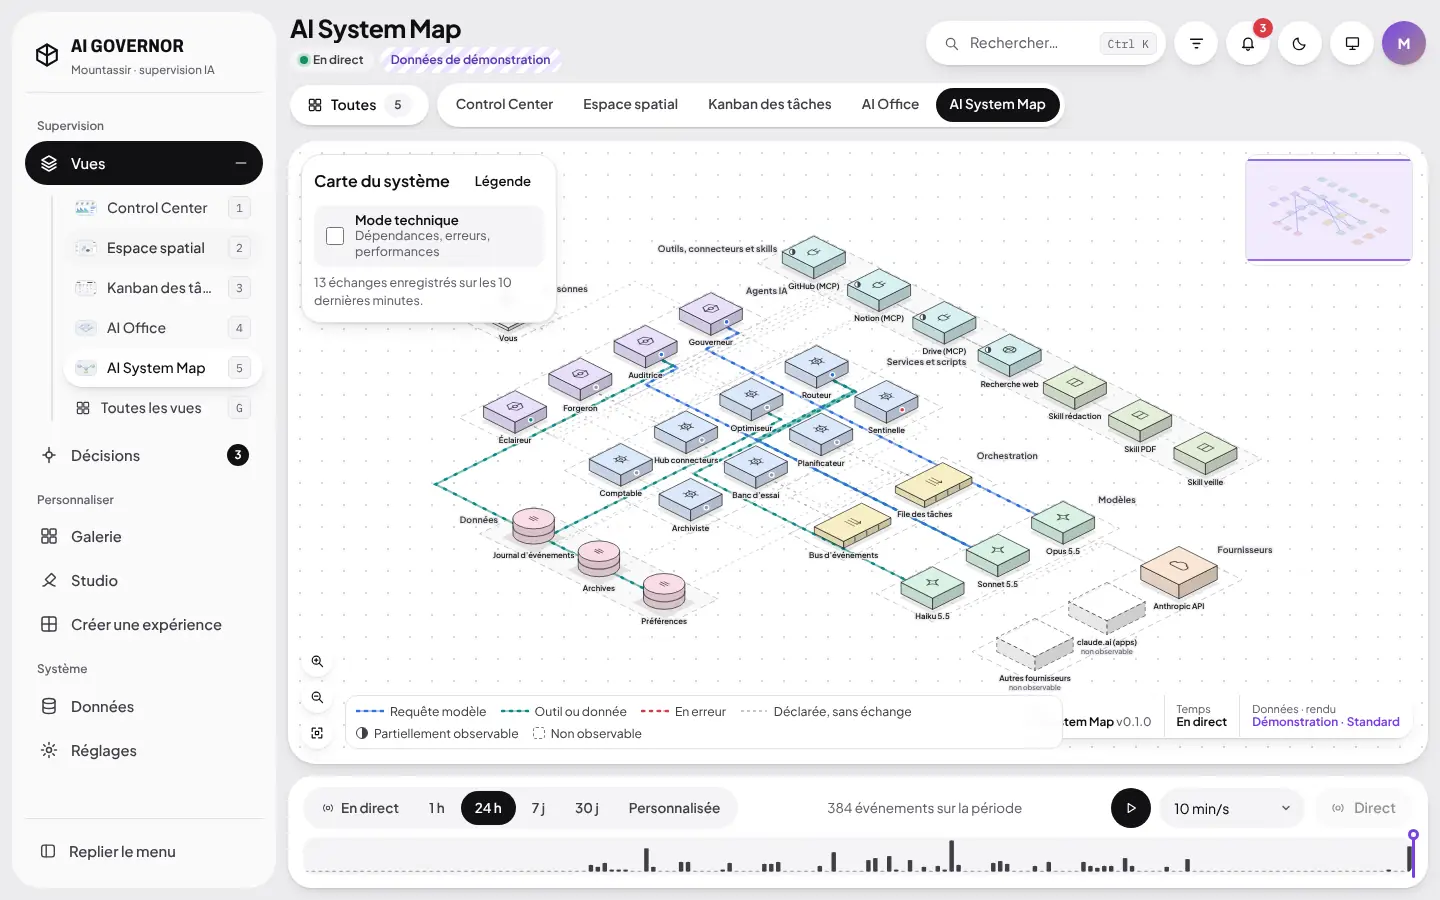 AI GOVERNOR
Mountassir · supervision IA
Supervision
Vues
Control Center 1
Espace spatial 2
Kanban des tâ... 3
AI Office 4
AI System Map 5
Toutes les vues G
Décisions 3
Personnaliser
Galerie
Studio
Créer une expérience
Système
Données
Réglages
Replier le menu
AI System Map
En direct
Données de démonstration
Rechercher...
Ctrl K
3
M
Toutes 5
Control Center
Espace spatial
Kanban des tâches
AI Office
AI System Map
Carte du système
Légende
Mode technique
Dépendances, erreurs,
performances
13 échanges enregistrés sur les 10
dernières minutes.
sonnes
Vous
Outils, connecteurs et skills
GitHub (MCP)
Notion (MCP)
Drive (MCP)
Recherche web
Skill rédaction
Skill PDF
Skill veille
Agents IA
Gouverneur
Auditrice
Forgeron
Éclaireur
Services et scripts
Routeur
Sentinelle
Optimiseur
Planificateur
Hub connecteurs
Banc d'essai
Comptable
Archiviste
Orchestration
File des tâches
Bus d'événements
Modèles
Opus 5.5
Sonnet 5.5
Haiku 5.5
Données
Journal d'événements
Archives
Préférences
Fournisseurs
Anthropic API
claude.ai (apps)
non observable
Autres fournisseurs
non observable
Requête modèle
Outil ou donnée
En erreur
Déclarée, sans échange
Partiellement observable
Non observable
tem Map v0.1.0
Temps
En direct
Données · rendu
Démonstration · Standard
En direct
1 h
24 h
7 j
30 j
Personnalisée
384 événements sur la période
10 min/s
Direct